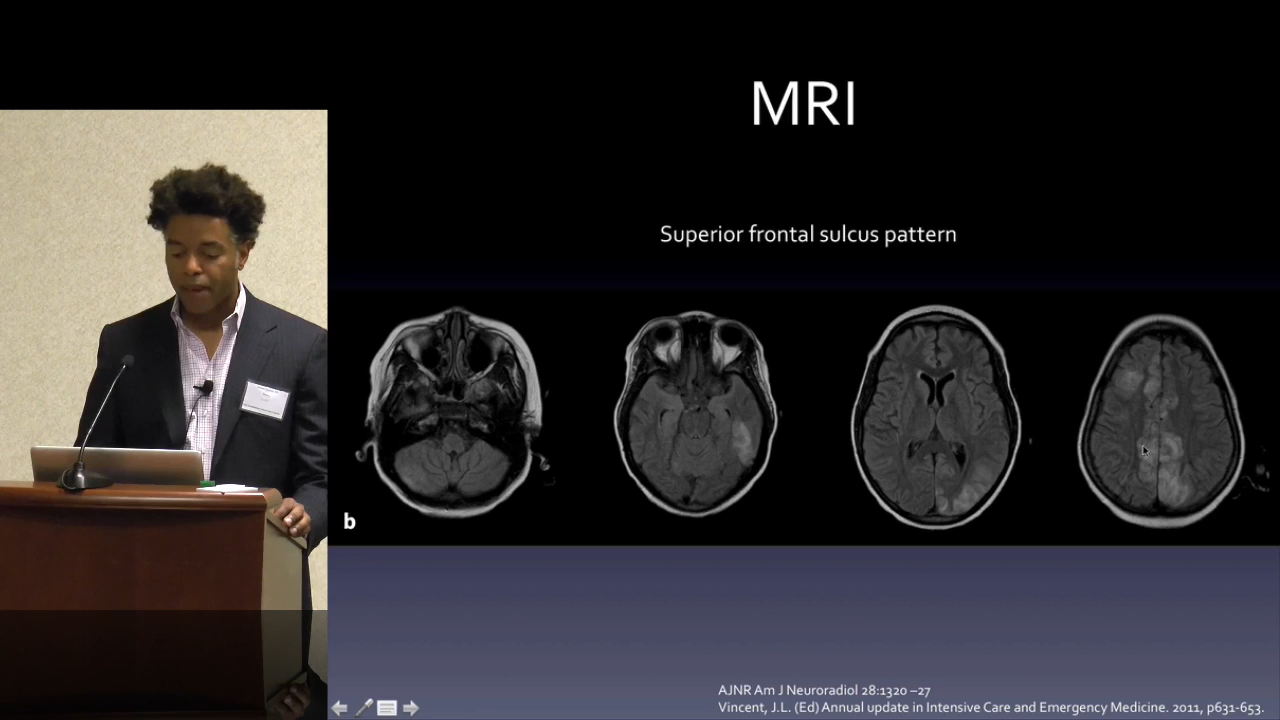 MRI
Superior frontal sulcus pattern
b
AJNR Am J Neuroradiol 28:1320 –27
Vincent, J.L. (Ed) Annual update in Intensive Care and Emergency Medicine. 2011, p631-653.